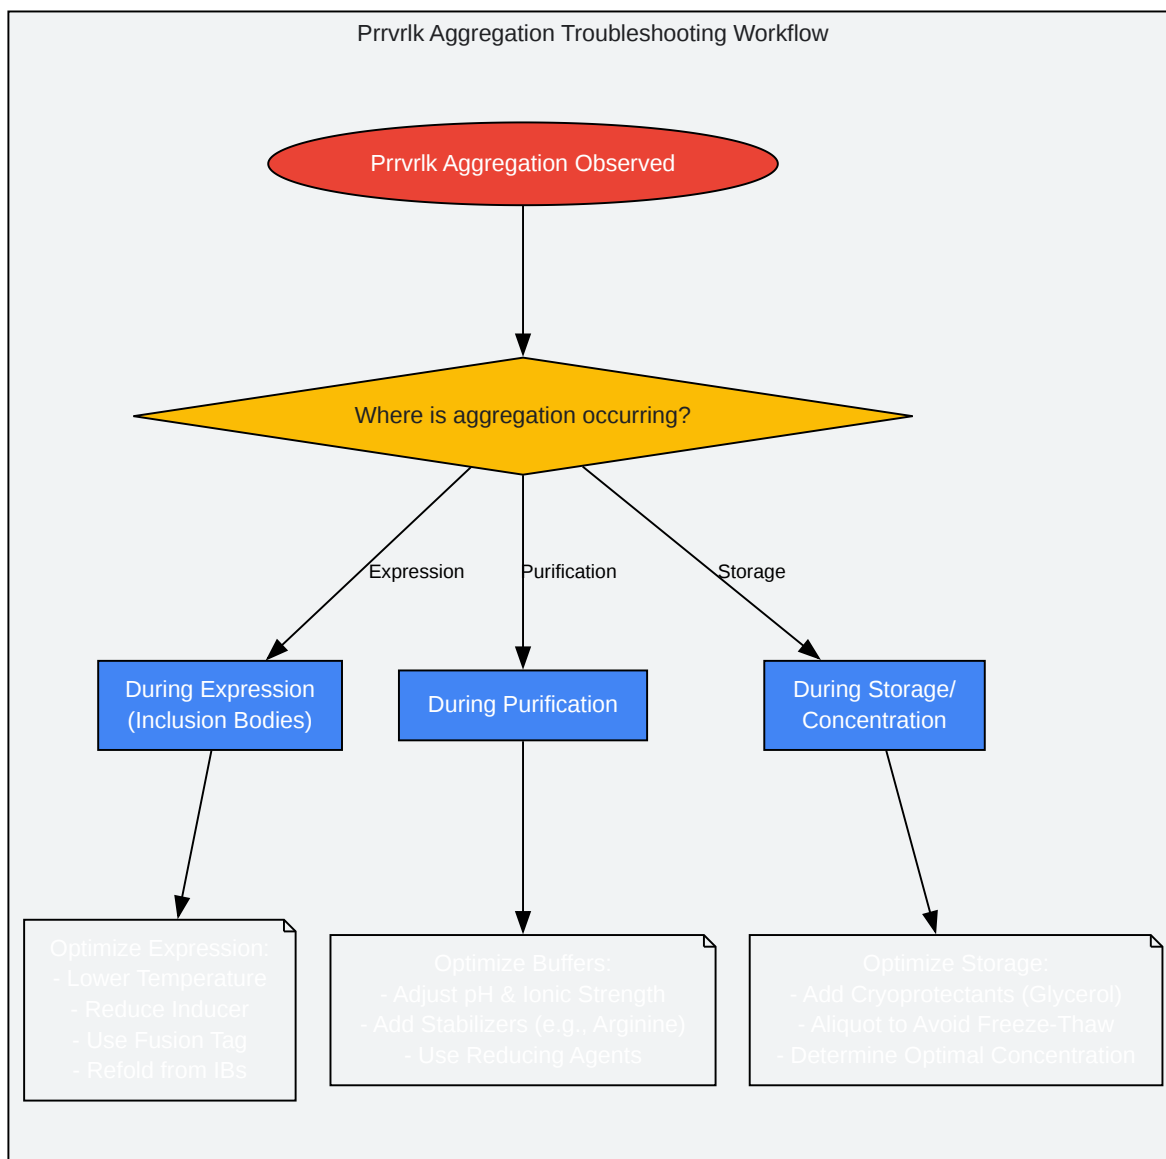 Prrvrlk Aggregation Troubleshooting Workflow
Prrvrlk Aggregation Observed
Where is aggregation occurring?
Expression
Purification
Storage
During Expression
(Inclusion Bodies)
During Purification
During Storage/
Concentration
Optimize Expression:
- Lower Temperature
- Reduce Inducer
- Use Fusion Tag
- Refold from IBs
Optimize Buffers:
- Adjust pH & Ionic Strength
- Add Stabilizers (e.g., Arginine)
- Use Reducing Agents
Optimize Storage:
- Add Cryoprotectants (Glycerol)
- Aliquot to Avoid Freeze-Thaw
- Determine Optimal Concentration